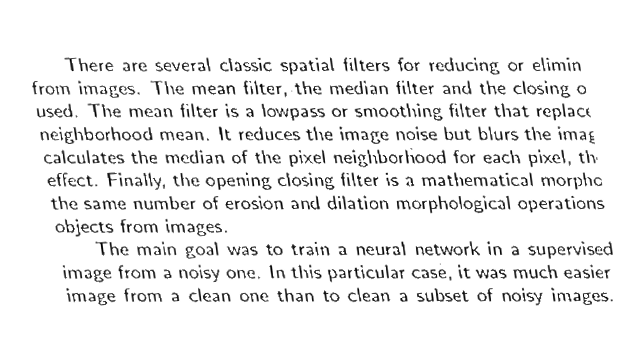 There are several classic spatial filters for reducing or elimin
from images. The mean filter, the median filter and the closing o
used. The mean filter is a lowpass or smoothing filter that replac
neighborhood mean. It reduces the image noise but blurs the imag
calculates the median of the pixel neighborhood for each pixel, th
effect. Finally, the opening closing filter is a mathematical morpho
the same number of erosion and dilation morphological operations
objects from images.
The main goal was to train a neural network in a supervised
image from a noisy one. In this particular case, it was much easier
image from a clean one than to clean a subset of noisy images.